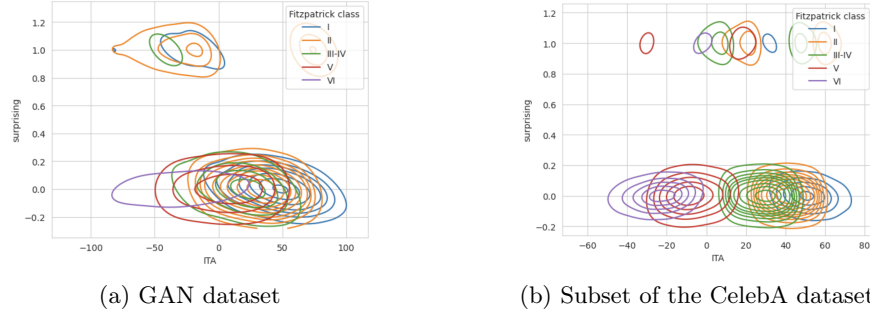 Fitzpatrick class
I
II
III-IV
V
VI
1.2
1.0
0.8
0.6
0.4
0.2
0.0
−0.2
surprising
−100
−50
0
50
100
ITA
(a) GAN dataset
Fitzpatrick class
I
II
III-IV
V
VI
1.2
1.0
0.8
0.6
0.4
0.2
0.0
−0.2
surprising
−60
−40
−20
0
20
40
60
80
ITA
(b) Subset of the CelebA dataset